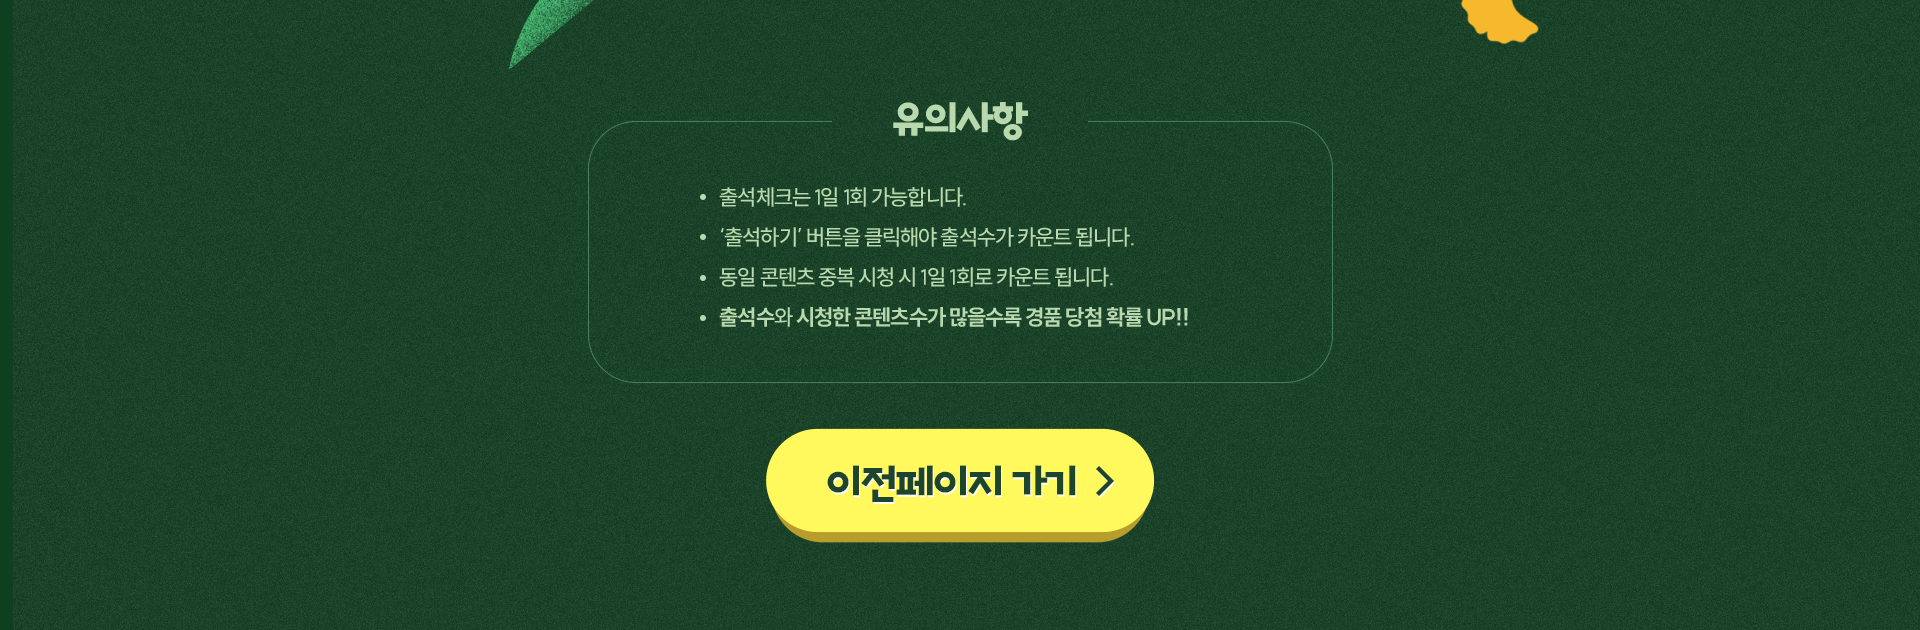 유의사항
• 출석체크는 1일 1회 가능합니다.
• ‘출석하기’ 버튼을 클릭해야 출석수가 카운트 됩니다.
• 동일 콘텐츠 중복 시청 시 1일 1회로 카운트 됩니다.
• 출석수와 시청한 콘텐츠수가 많을수록 경품 당첨 확률 UP!!
이전페이지 가기 >